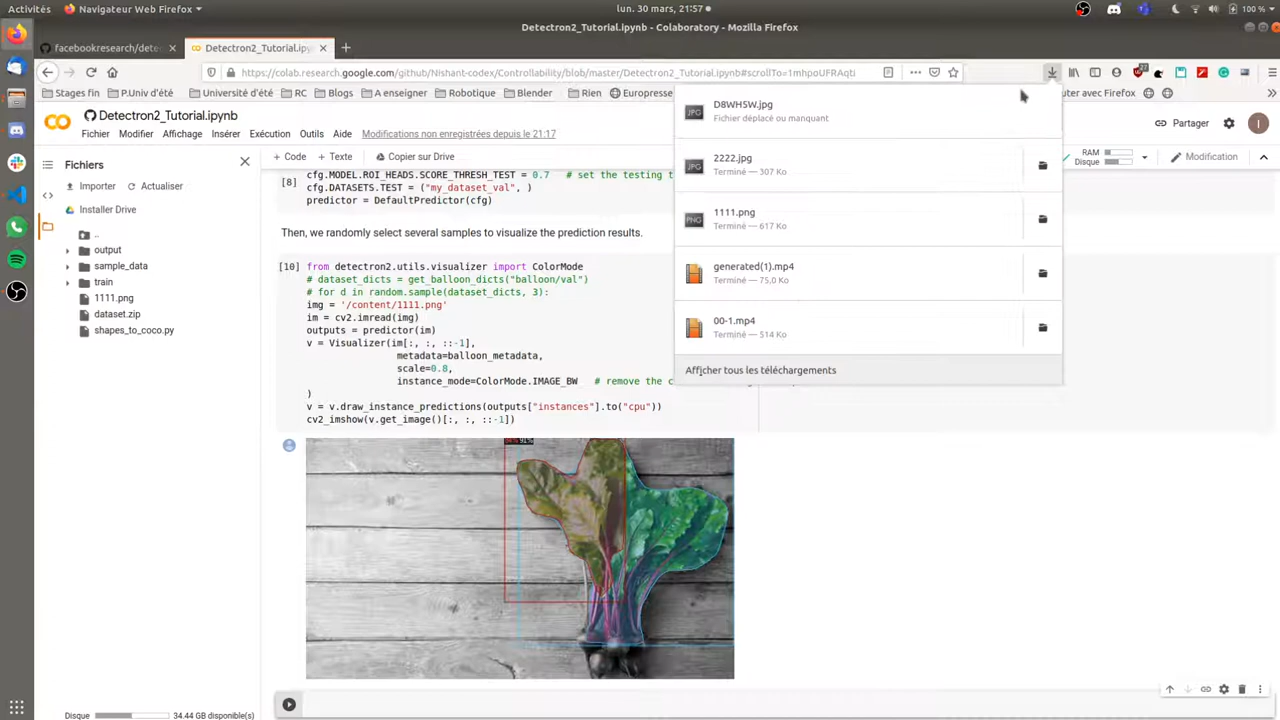 Activités
Navigateur Web Firefox
lun. 30 mars, 21:57
100 %
Detectron2_Tutorial.ipynb - Colaboratory - Mozilla Firefox
facebookresearch/dete
Detectron2_Tutorial.ipynb
https://colab.research.google.com/github/Nishant-codex/Controllability/blob/master/Detectron2_Tutorial.ipynb#scrollTo=1mhpoUFRAqti
Stages fin
P.Univ d'été
Université d'été
RC
Blog
A enseigner
Robotique
Blender
Rien
Europresse
uter avec Firefox
Detectron2_Tutorial.ipynb
Fichier
Modifier
Affichage
Insérer
Exécution
Outils
Aide
Modifications non enregistrées depuis le 21:17
Partager
I
Fichiers
+ Code
+ Texte
Copier sur Drive
RAM
Disque
Modification
Importer
Actualiser
Installer Drive
..
output
sample_data
train
1111.png
dataset.zip
shapes_to_coco.py
[8]
cfg.MODEL.ROI_HEADS.SCORE_THRESH_TEST = 0.7   # set the testing t
cfg.DATASETS.TEST = ("my_dataset_val", )
predictor = DefaultPredictor(cfg)
Then, we randomly select several samples to visualize the prediction results.
[10]
from detectron2.utils.visualizer import ColorMode
# dataset_dicts = get_balloon_dicts("balloon/val")
# for d in random.sample(dataset_dicts, 3):
img = '/content/1111.png'
im = cv2.imread(img)
outputs = predictor(im)
v = Visualizer(im[:, :, ::-1],
metadata=balloon_metadata,
scale=0.8,
instance_mode=ColorMode.IMAGE_BW   # remove the c
)
v = v.draw_instance_predictions(outputs["instances"].to("cpu"))
cv2_imshow(v.get_image()[:, :, ::-1])
D8WH5W.jpg
Fichier déplacé ou manquant
2222.jpg
Terminé — 307 Ko
1111.png
Terminé — 617 Ko
generated(1).mp4
Terminé — 75,0 Ko
00-1.mp4
Terminé — 514 Ko
Afficher tous les téléchargements
91%
Disque
34.44 GB disponible(s)